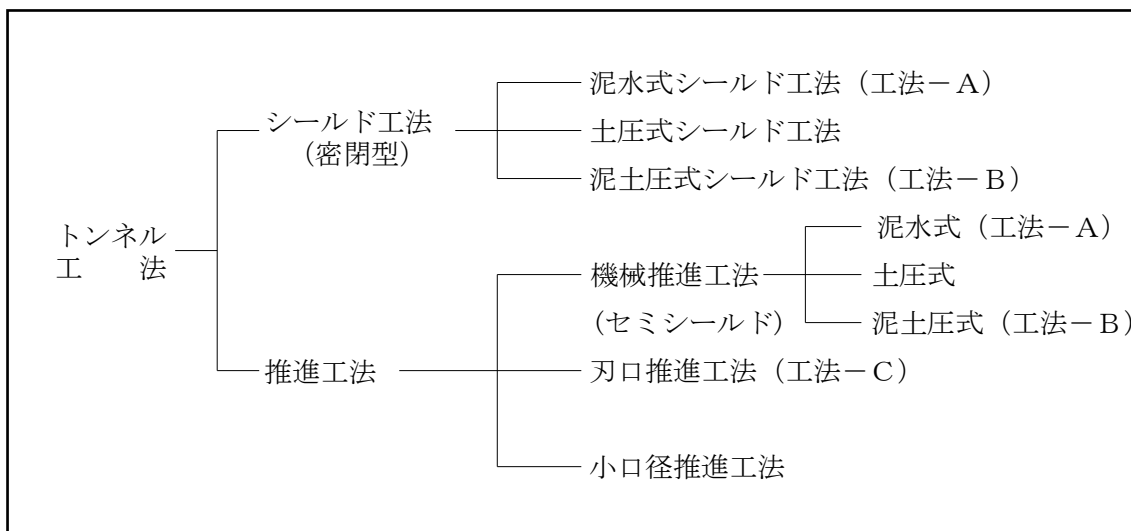 トンネル
工　　法
シールド工法
（密閉型）
泥水式シールド工法（工法－A）
土圧式シールド工法
泥土圧式シールド工法（工法－B）
推進工法
機械推進工法
（セミシールド）
泥水式（工法－A）
土圧式
泥土圧式（工法－B）
刃口推進工法（工法－C）
小口径推進工法